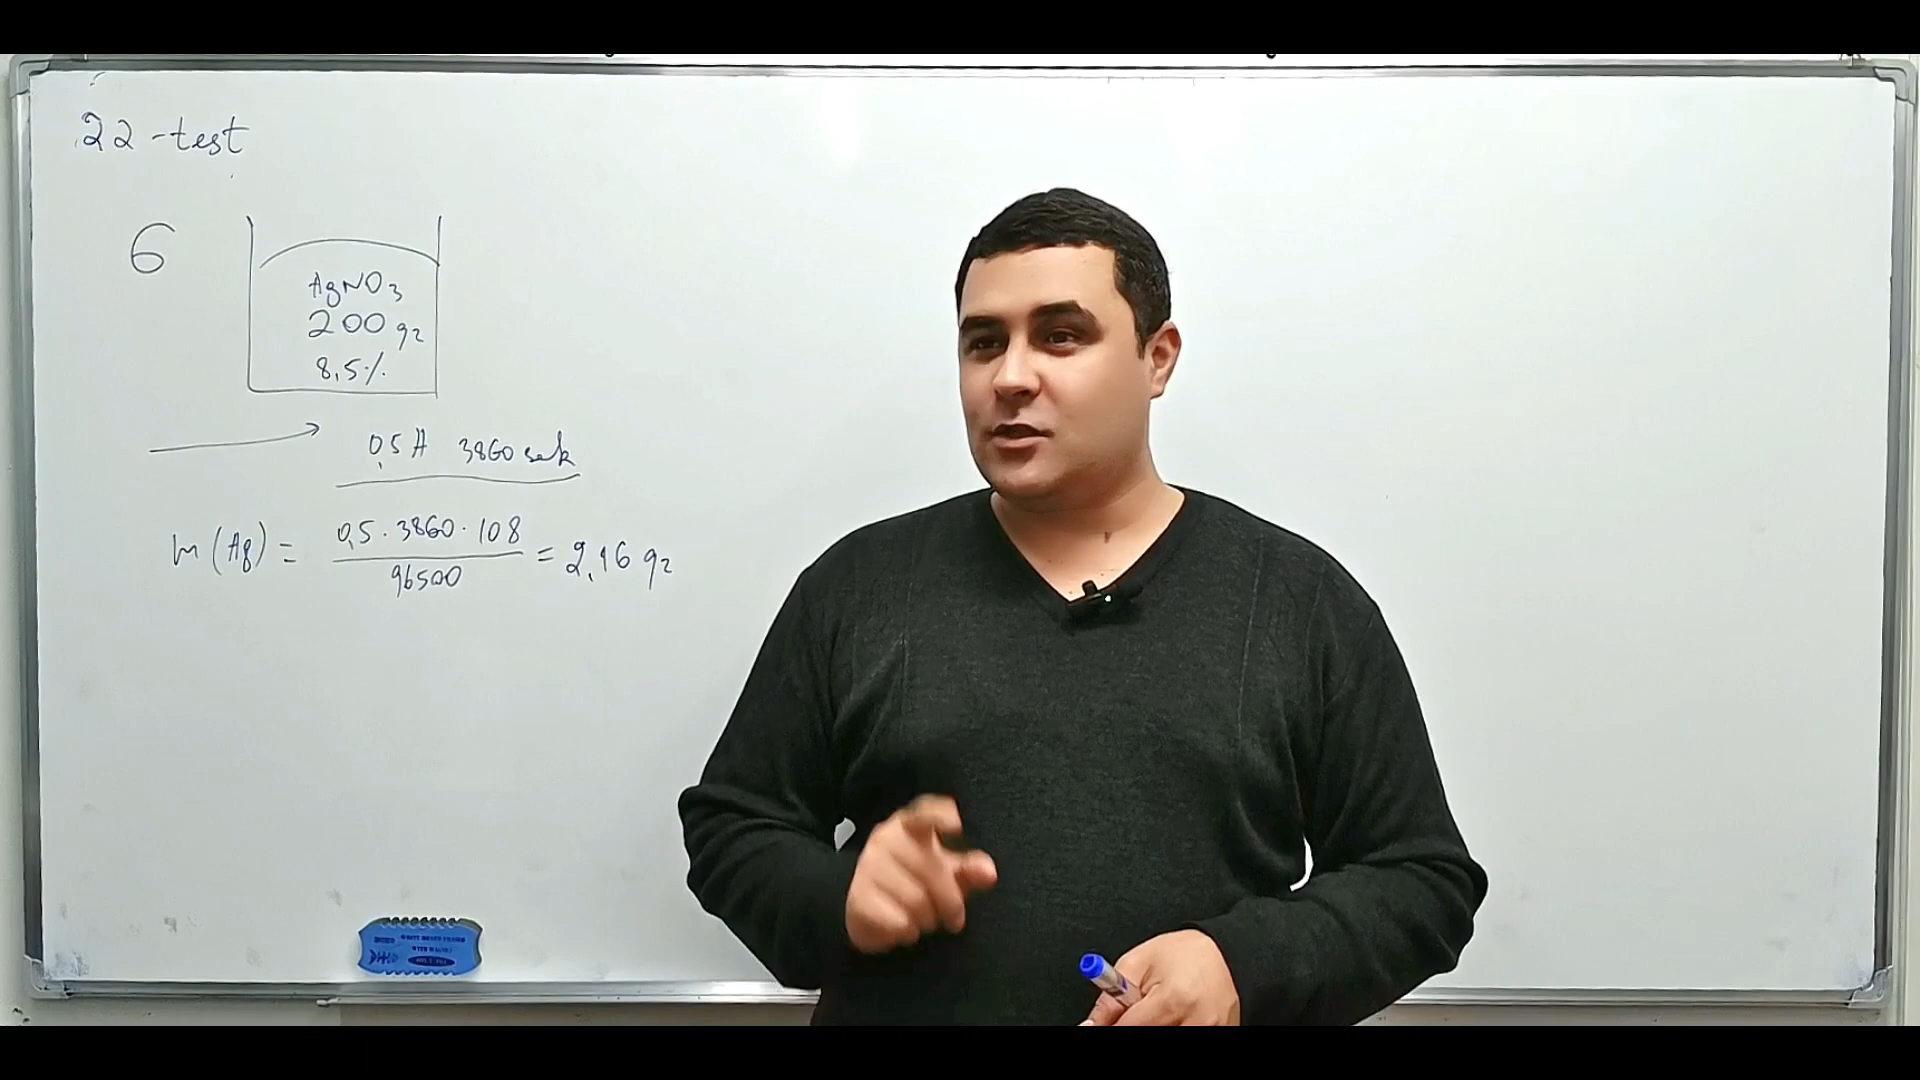 22-test
6
AgNO3
200 gr
8,5%
0,5 A 3860 sek
m(Ag) = 0,5 · 3860 · 108 / 96500 = 2,16 gr